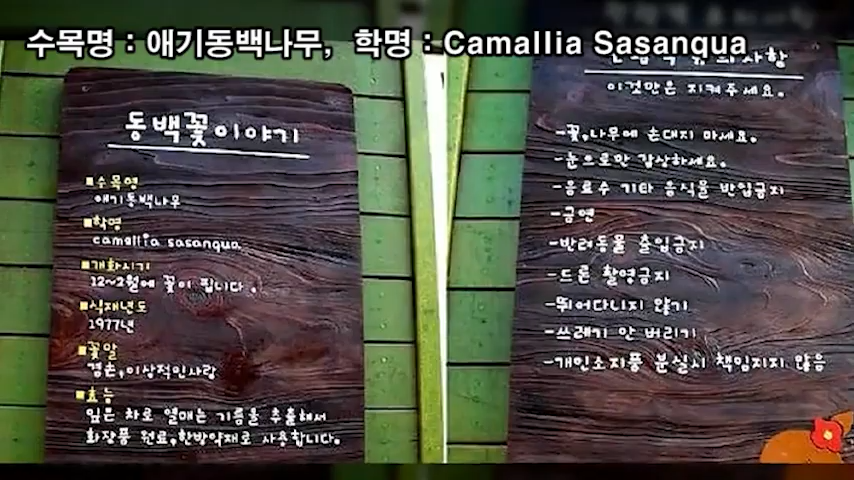 수목명 : 애기동백나무, 학명 : Camallia Sasanqua
동백꽃이야기
■수목명
애기동백나무
■학명
camallia sasanqua
■개화시기
12~2월에 꽃이 핍니다.
■식재년도
1977년
■꽃말
겸손,이상적인사랑
■효능
잎은 차로 열매는 기름을 추출해서
화장품 원료,한방약재로 사용합니다.
이것만은 지켜주세요.
-꽃,나무에 손대지 마세요.
-눈으로만 감상하세요.
-음료수 기타 음식물 반입금지
-금연
-반려동물 출입금지
-드론 촬영금지
-뛰어다니지 않기
-쓰레기 안 버리기
-개인소지품 분실시 책임지지 않음